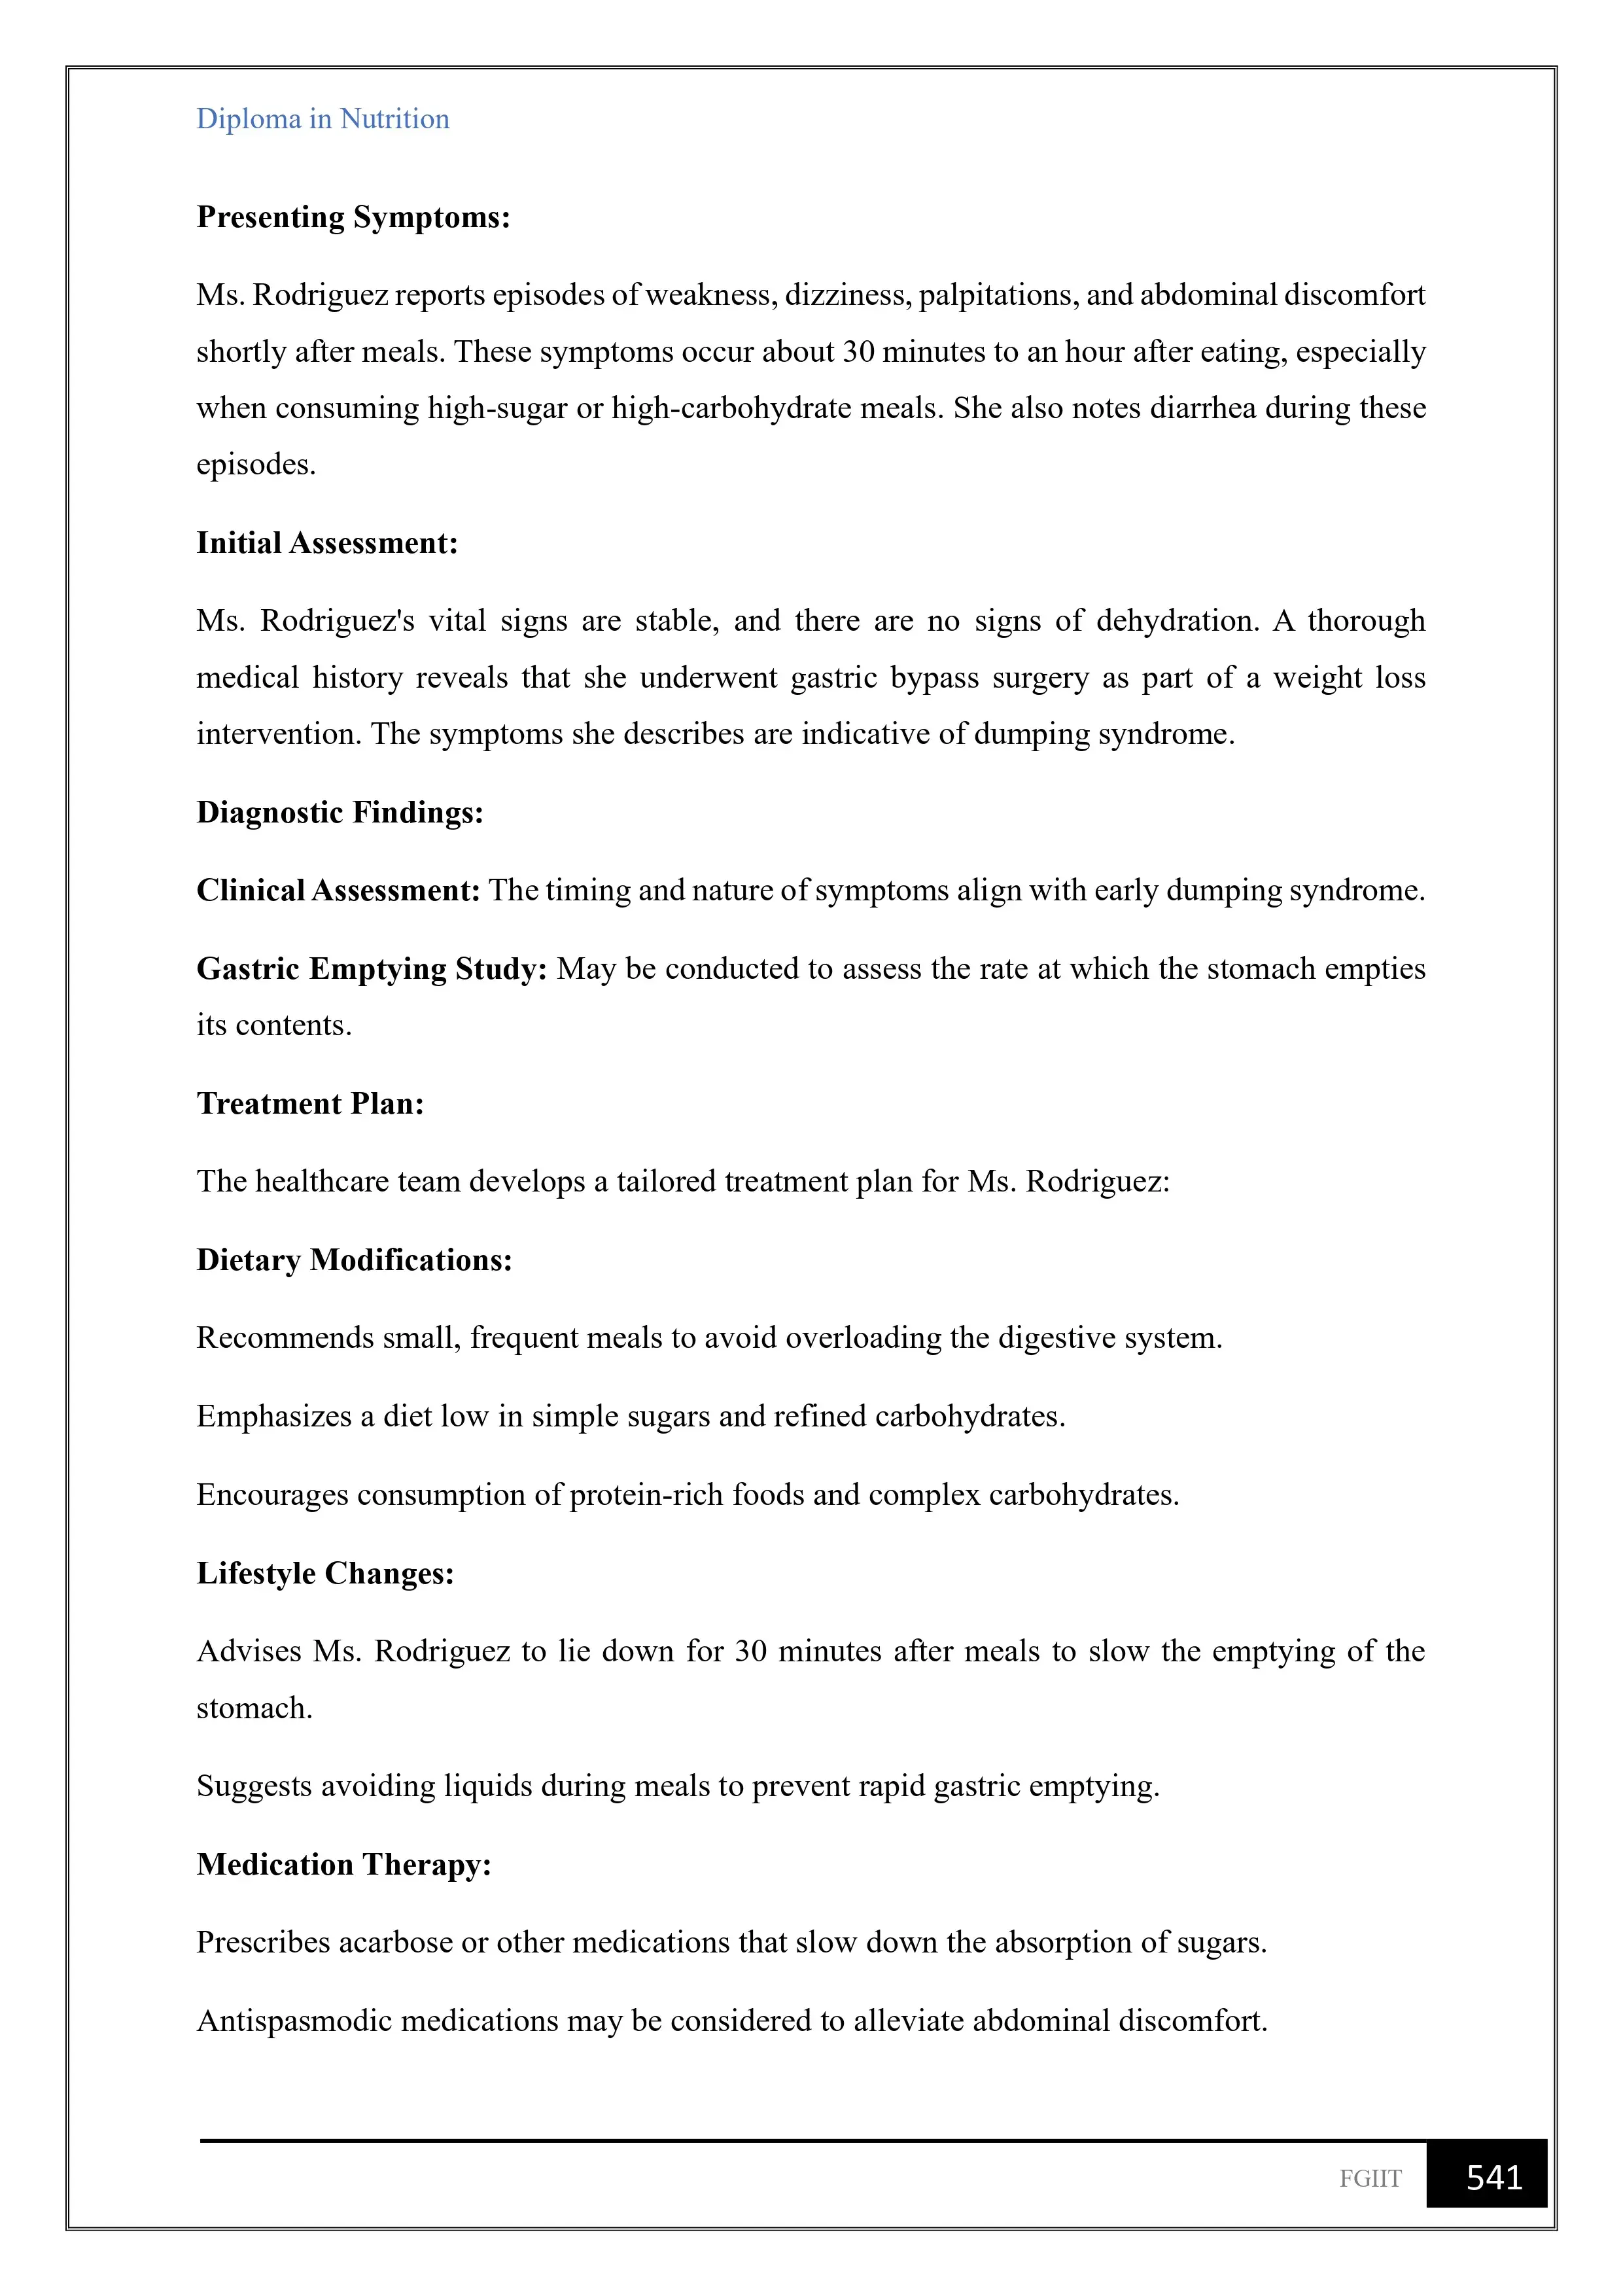 Diploma in Nutrition
Presenting Symptoms:
Ms. Rodriguez reports episodes of weakness, dizziness, palpitations, and abdominal discomfort
shortly after meals. These symptoms occur about 30 minutes to an hour after eating, especially
when consuming high-sugar or high-carbohydrate meals. She also notes diarrhea during these
episodes.
Initial Assessment:
Ms. Rodriguez's vital signs are stable, and there are no signs of dehydration. A thorough
medical history reveals that she underwent gastric bypass surgery as part of a weight loss
intervention. The symptoms she describes are indicative of dumping syndrome.
Diagnostic Findings:
Clinical Assessment: The timing and nature of symptoms align with early dumping syndrome.
Gastric Emptying Study: May be conducted to assess the rate at which the stomach empties
its contents.
Treatment Plan:
The healthcare team develops a tailored treatment plan for Ms. Rodriguez:
Dietary Modifications:
Recommends small, frequent meals to avoid overloading the digestive system.
Emphasizes a diet low in simple sugars and refined carbohydrates.
Encourages consumption of protein-rich foods and complex carbohydrates.
Lifestyle Changes:
Advises Ms. Rodriguez to lie down for 30 minutes after meals to slow the emptying of the
stomach.
Suggests avoiding liquids during meals to prevent rapid gastric emptying.
Medication Therapy:
Prescribes acarbose or other medications that slow down the absorption of sugars.
Antispasmodic medications may be considered to alleviate abdominal discomfort.
FGIIT 541